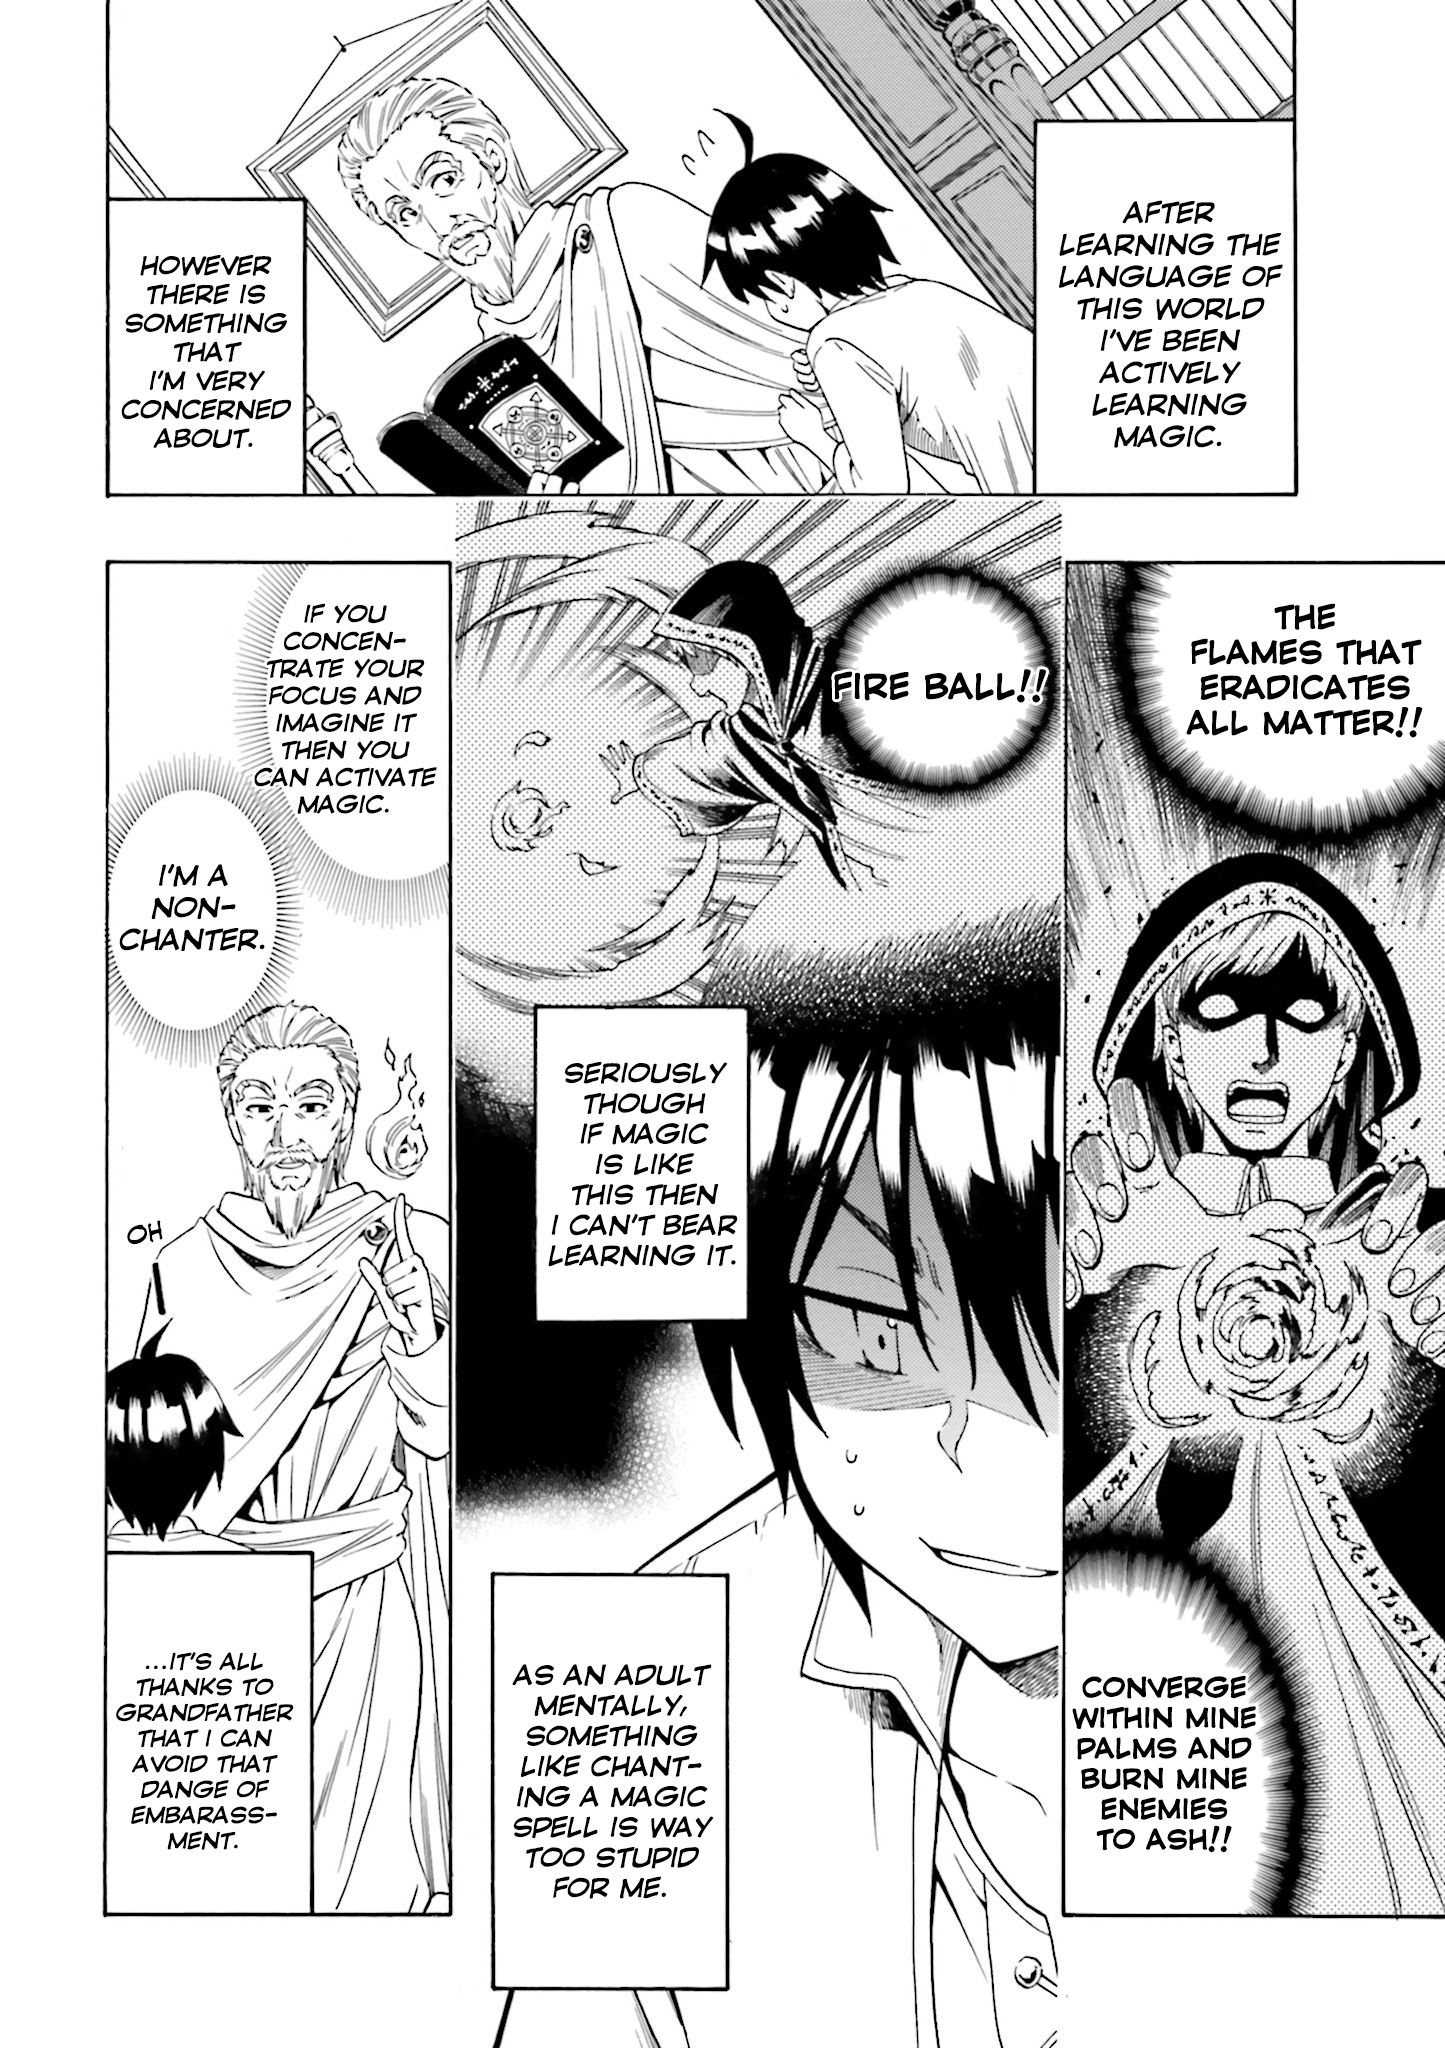 AFTER
LEARNING THE
LANGUAGE OF
THIS WORLD
I'VE BEEN
ACTIVELY
LEARNING
MAGIC.
HOWEVER
THERE IS
SOMETHING
THAT
I'M VERY
CONCERNED
ABOUT.
THE
FLAMES THAT
ERADICATES
ALL MATTER!!
CONVERGE
WITHIN MINE
PALMS AND
BURN MINE
ENEMIES
TO ASH!!
FIRE BALL!!
SERIOUSLY
THOUGH
IF MAGIC
IS LIKE
THIS THEN
I CAN'T BEAR
LEARNING IT.
AS AN ADULT
MENTALLY,
SOMETHING
LIKE CHANT-
ING A MAGIC
SPELL IS WAY
TOO STUPID
FOR ME.
IF YOU
CONCEN-
TRATE YOUR
FOCUS AND
IMAGINE IT
THEN YOU
CAN ACTIVATE
MAGIC.
I'M A
NON-
CHANTER.
OH
...IT'S ALL
THANKS TO
GRANDFATHER
THAT I CAN
AVOID THAT
DANGE OF
EMBARASS-
MENT.